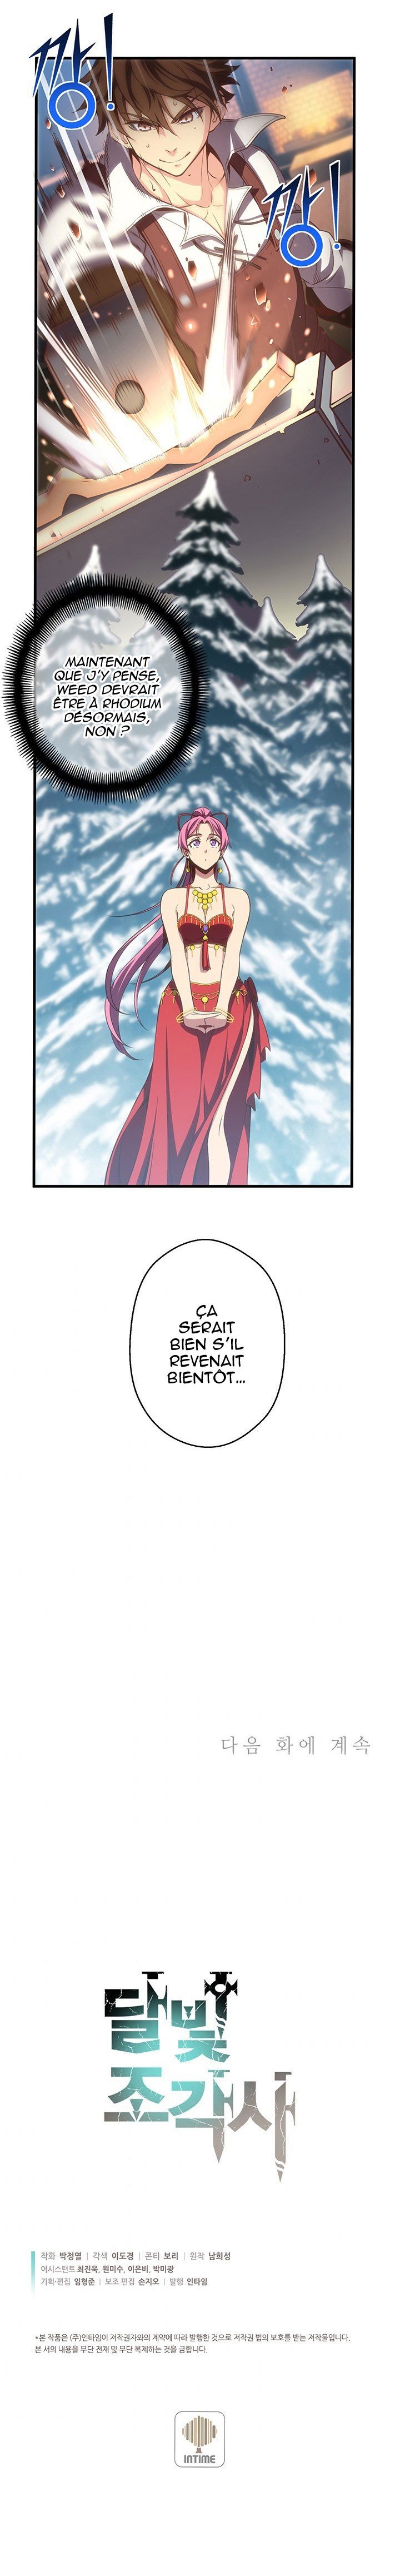 깡!
깡!
MAINTENANT
QUE J'Y PENSE,
WEED DEVRAIT
ÊTRE À RHODIUM
DÉSORMAIS,
NON ?
ÇA
SERAIT
BIEN S'IL
REVENAIT
BIENTÔT...
다음 화에 계속
달빛
조각사
작화 박정열 | 각색 이도경 | 콘티 보리 | 원작 남희성
어시스턴트 최진욱, 원미수, 이은비, 박미광
기획·편집 임형준 | 보조 편집 손지오 | 발행 인타임
*본 작품은 (주)인타임이 저작권자와의 계약에 따라 발행한 것으로 저작권 법의 보호를 받는 저작물입니다.
본 서의 내용을 무단 전재 및 무단 복제하는 것을 금합니다.
INTIME